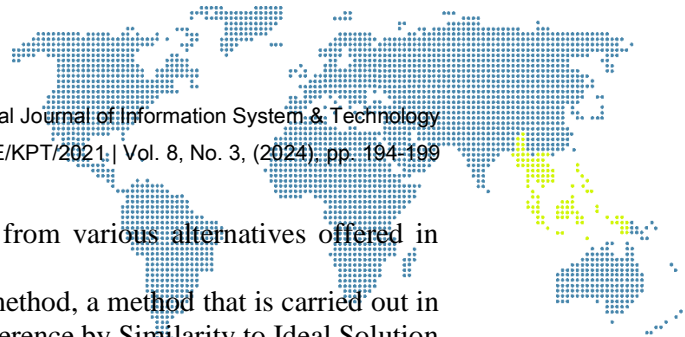 al Journal of Information System & Technology
E/KPT/2021 | Vol. 8, No. 3, (2024), pp. 194-199
from various alternatives offered in
nethod, a method that is carried out in
erence by Similarity to Ideal Solution